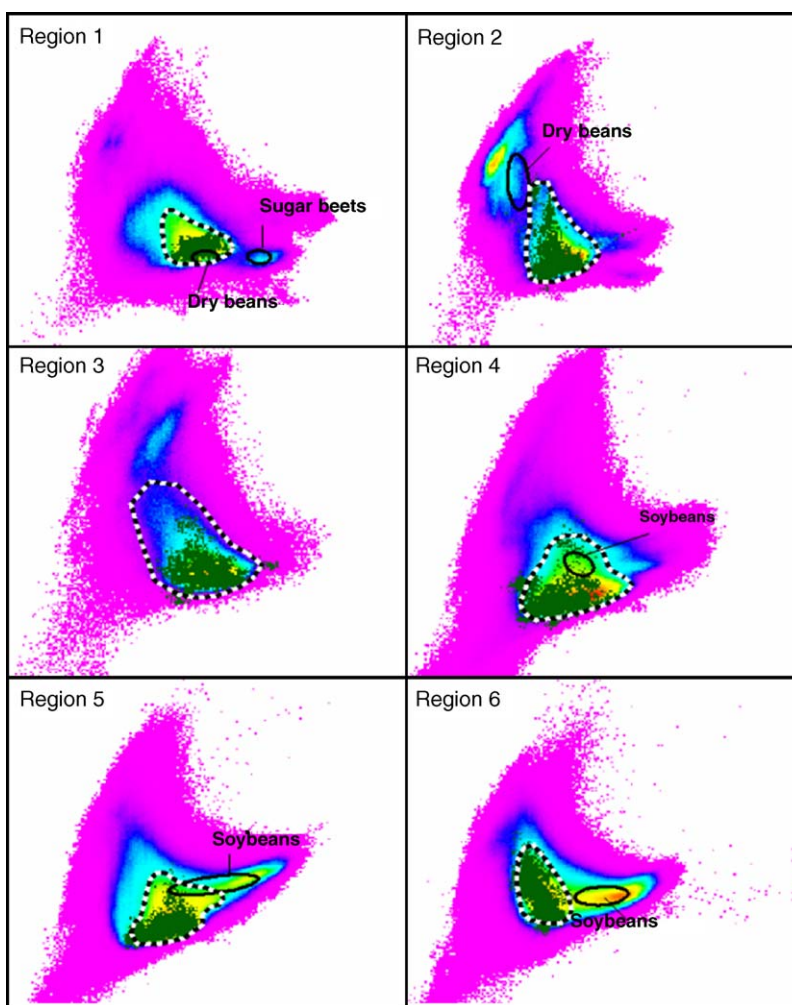 Region 1
Sugar beets
Dry beans
Region 2
Dry beans
Region 3
Region 4
Soybeans
Region 5
Soybeans
Region 6
Soybeans